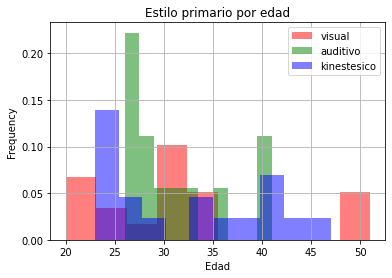 Estilo primario por edad
visual
auditivo
kinestesico
Frequency
0.20
0.15
0.10
0.05
0.00
20 25 30 35 40 45 50
Edad